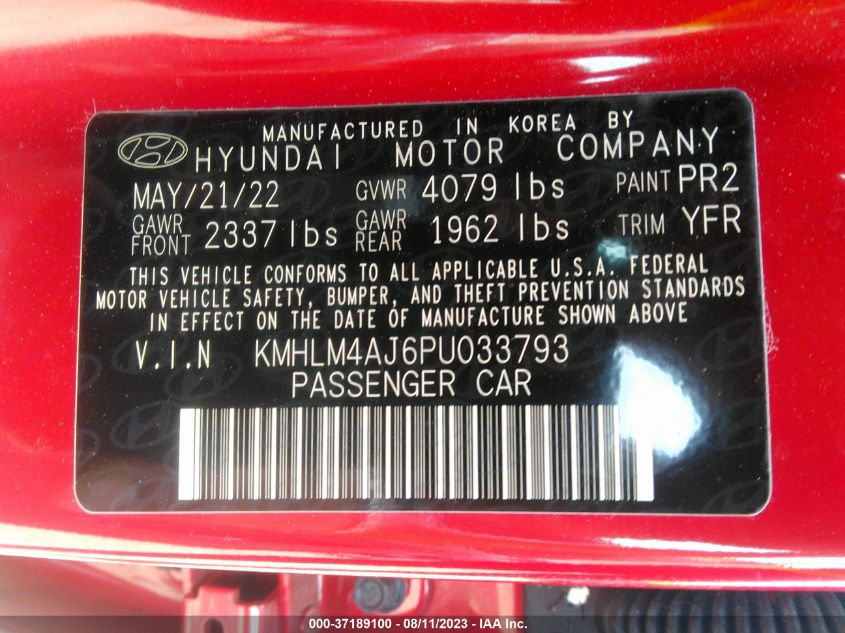 MANUFACTURED IN KOREA BY
HYUNDAI MOTOR COMPANY
MAY/21/22 GVWR 4079 lbs PAINT PR2
GAWR FRONT 2337 lbs GAWR REAR 1962 lbs TRIM YFR
THIS VEHICLE CONFORMS TO ALL APPLICABLE U.S.A. FEDERAL
MOTOR VEHICLE SAFETY, BUMPER, AND THEFT PREVENTION STANDARDS
IN EFFECT ON THE DATE OF MANUFACTURE SHOWN ABOVE
V.I.N KMHLM4AJ6PU033793
PASSENGER CAR
000-37189100 - 08/11/2023 - IAA Inc.